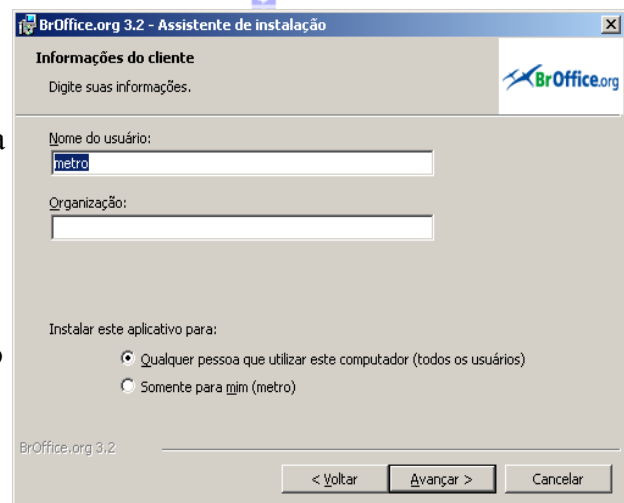 BrOffice.org 3.2 - Assistente de instalação
Informações do cliente
Digite suas informações.
BrOffice.org
a
Nome do usuário:
metro
Organização:
Instalar este aplicativo para:
o
Qualquer pessoa que utilizar este computador (todos os usuários)
Somente para mim (metro)
BrOffice.org 3.2
< Voltar
Avançar >
Cancelar